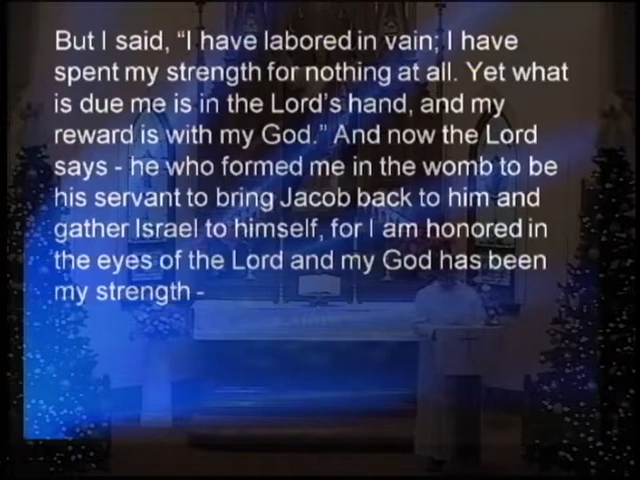 But I said, “I have labored in vain; I have
spent my strength for nothing at all. Yet what
is due me is in the Lord’s hand, and my
reward is with my God.” And now the Lord
says - he who formed me in the womb to be
his servant to bring Jacob back to him and
gather Israel to himself, for I am honored in
the eyes of the Lord and my God has been
my strength -